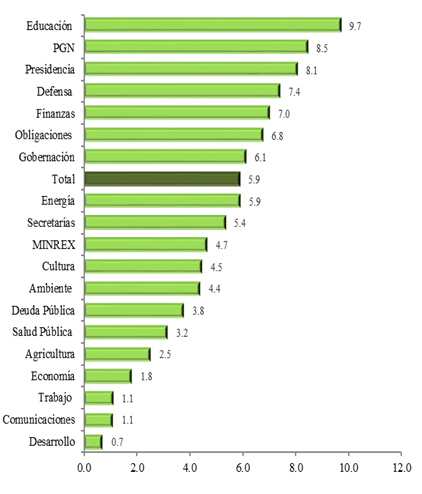 Educación 9.7
PGN 8.5
Presidencia 8.1
Defensa 7.4
Finanzas 7.0
Obligaciones 6.8
Gobernación 6.1
Total 5.9
Energía 5.9
Secretarías 5.4
MINREX 4.7
Cultura 4.5
Ambiente 4.4
Deuda Pública 3.8
Salud Pública 3.2
Agricultura 2.5
Economía 1.8
Trabajo 1.1
Comunicaciones 1.1
Desarrollo 0.7
0.0 2.0 4.0 6.0 8.0 10.0 12.0